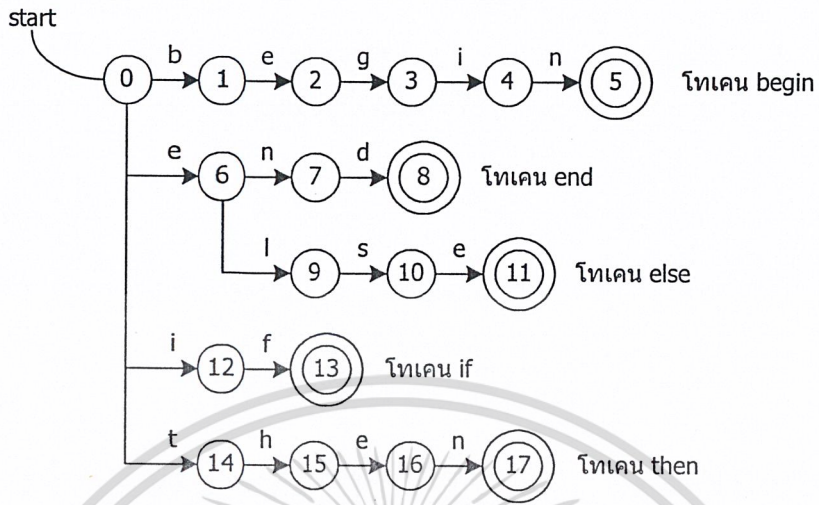 start
b e g i n
0 1 2 3 4 5 โทเคน begin
e n d
6 7 8 โทเคน end
l s e
9 10 11 โทเคน else
i f
12 13 โทเคน if
t h e n
14 15 16 17 โทเคน then